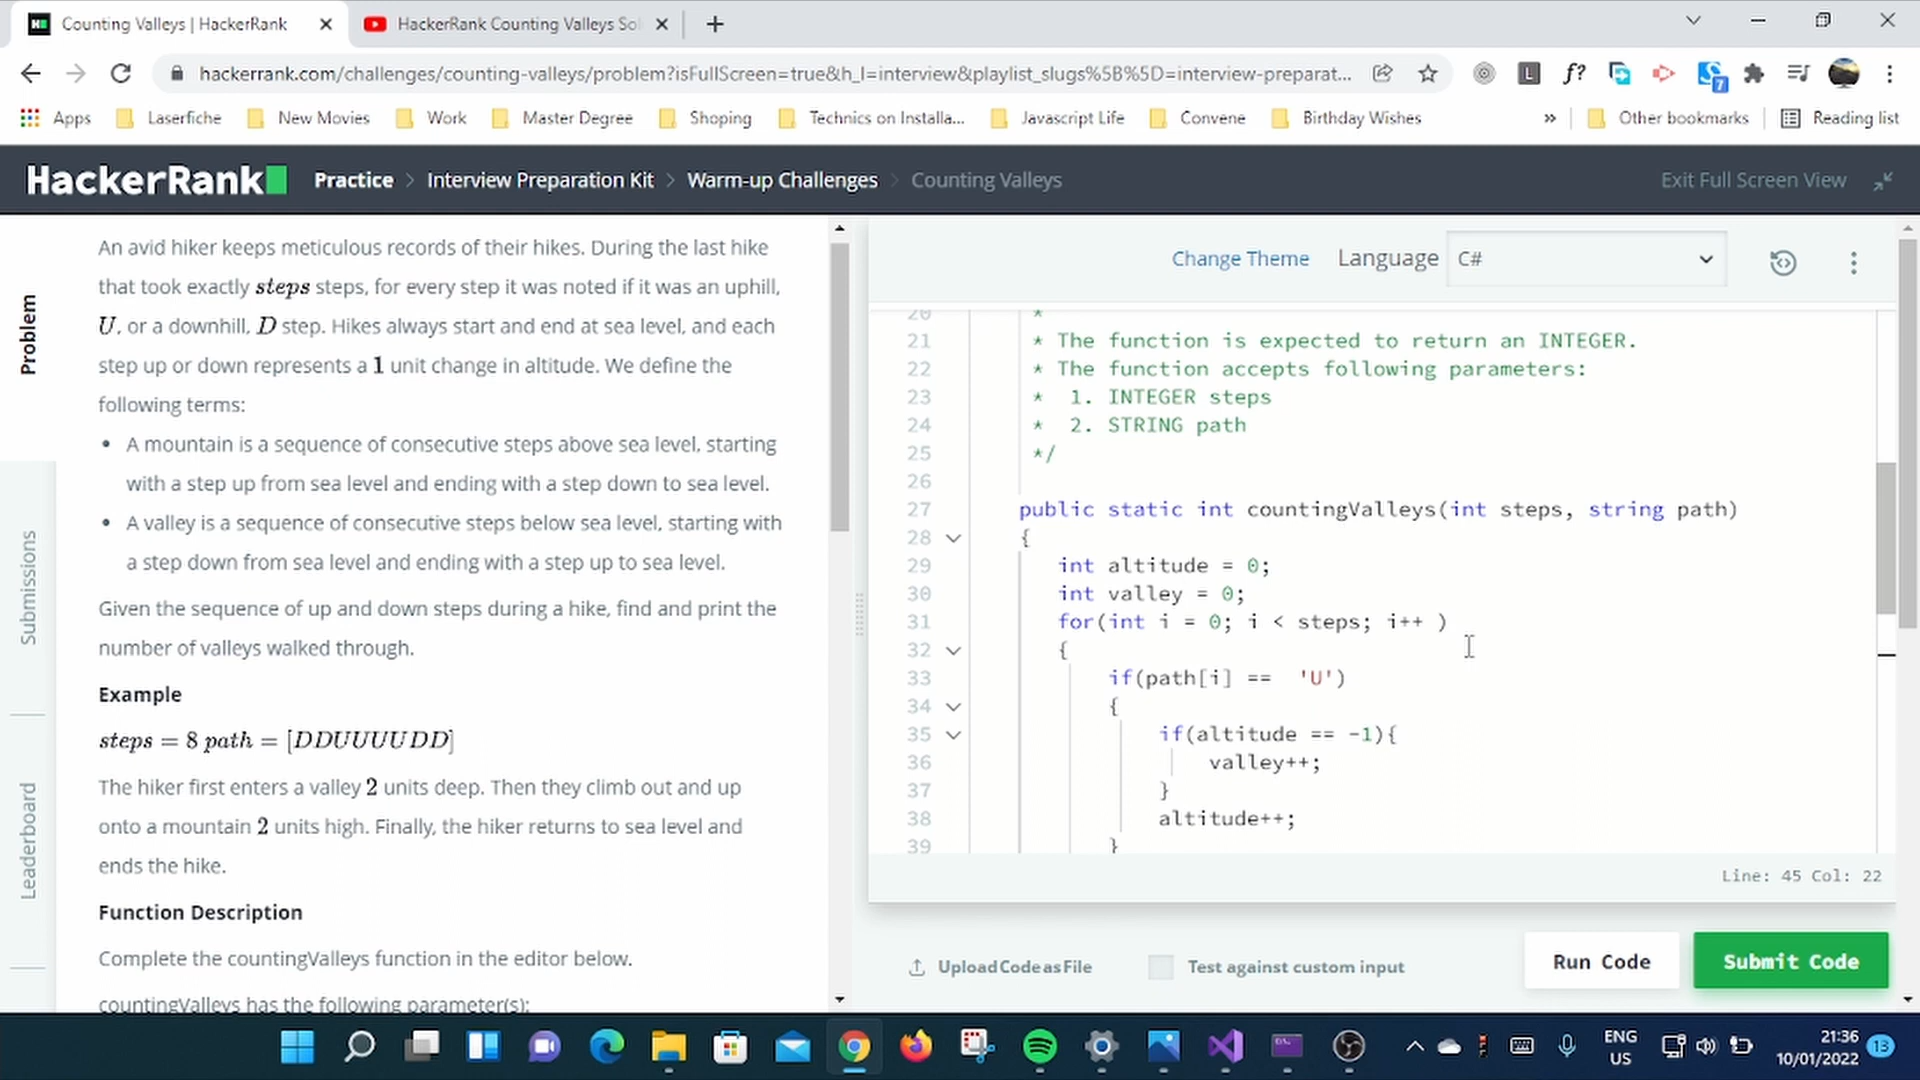 Counting Valleys | HackerRank
HackerRank Counting Valleys Sol
hackerrank.com/challenges/counting-valleys/problem?isFullScreen=true&h_l=interview&playlist_slugs%5B%5D=interview-preparat...
L
f?
7
Apps
Laserfiche
New Movies
Work
Master Degree
Shoping
Technics on Installa...
Javascript Life
Convene
Birthday Wishes
»
Other bookmarks
Reading list
HackerRank
Practice > Interview Preparation Kit > Warm-up Challenges > Counting Valleys
Exit Full Screen View
Problem
Submissions
Leaderboard
An avid hiker keeps meticulous records of their hikes. During the last hike
that took exactly steps steps, for every step it was noted if it was an uphill,
U, or a downhill, D step. Hikes always start and end at sea level, and each
step up or down represents a 1 unit change in altitude. We define the
following terms:
• A mountain is a sequence of consecutive steps above sea level, starting
with a step up from sea level and ending with a step down to sea level.
• A valley is a sequence of consecutive steps below sea level, starting with
a step down from sea level and ending with a step up to sea level.
Given the sequence of up and down steps during a hike, find and print the
number of valleys walked through.
Example
steps = 8 path = [DDUUUUDD]
The hiker first enters a valley 2 units deep. Then they climb out and up
onto a mountain 2 units high. Finally, the hiker returns to sea level and
ends the hike.
Function Description
Complete the countingValleys function in the editor below.
countingValleys has the following parameter(s):
Change Theme
Language
C#
20 *
21 * The function is expected to return an INTEGER.
22 * The function accepts following parameters:
23 * 1. INTEGER steps
24 * 2. STRING path
25 */
26
27 public static int countingValleys(int steps, string path)
28 {
29 int altitude = 0;
30 int valley = 0;
31 for(int i = 0; i < steps; i++ )
32 {
33 if(path[i] ==  'U')
34 {
35 if(altitude == -1){
36 valley++;
37 }
38 altitude++;
39 }
Line: 45 Col: 22
Upload Code as File
Test against custom input
Run Code
Submit Code
ENG
US
21:36
10/01/2022
13